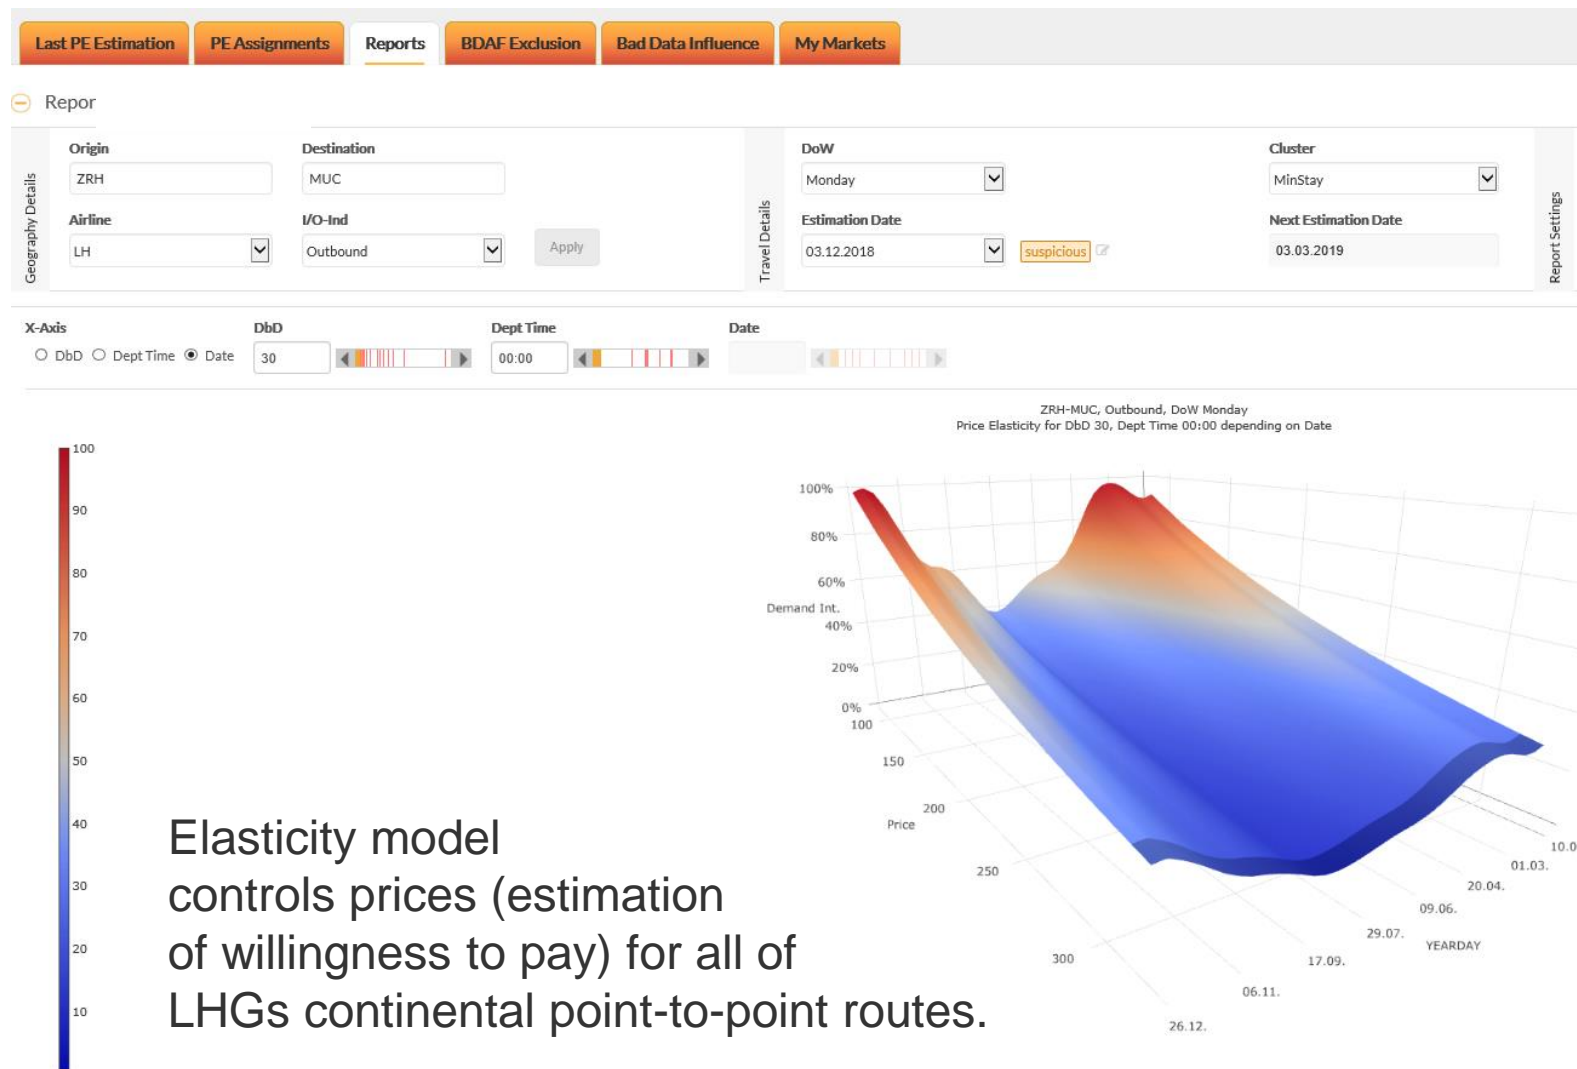 Last PE Estimation PE Assignments Reports BDAF Exclusion Bad Data Influence My Markets
Repor
Geography Details
Origin Destination
ZRH MUC
Airline I/O-Ind
LH Outbound Apply
Travel Details
DoW Cluster
Monday MinStay
Estimation Date Next Estimation Date
03.12.2018 suspicious 03.03.2019
Report Settings
X-Axis DbD Dept Time Date
DbD Dept Time Date 30 00:00
ZRH-MUC, Outbound, DoW Monday
Price Elasticity for DbD 30, Dept Time 00:00 depending on Date
100
90
80
70
60
50
40
30
20
10
100%
80%
60%
Demand Int.
40%
20%
0%
100
150
200
Price
250
300
10.0
01.03.
20.04.
09.06.
29.07.
YEARDAY
17.09.
06.11.
26.12.
Elasticity model
controls prices (estimation
of willingness to pay) for all of
LHGs continental point-to-point routes.